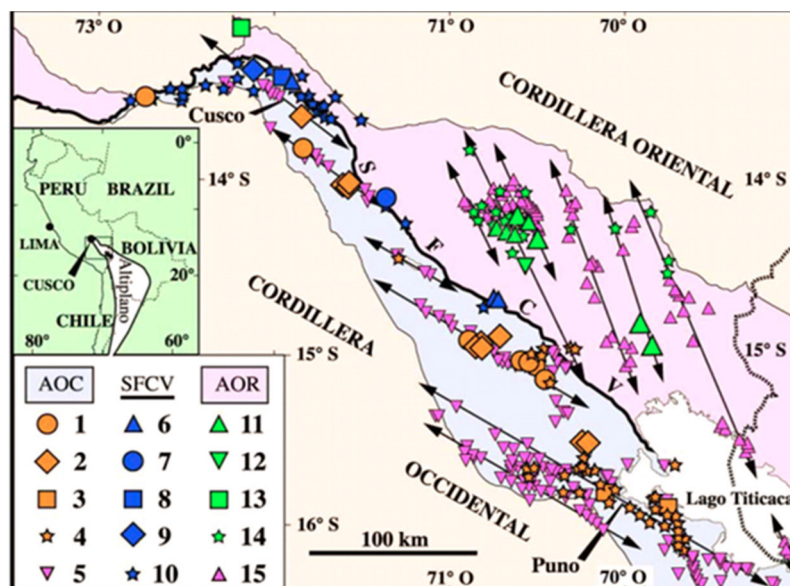 73° O
71° O
70° O
CORDILLERA ORIENTAL
Cusco
S
F
C
V
14° S
14° S
0°
PERU BRAZIL
LIMA
BOLIVIA
CUSCO
Altiplano
20°
CHILE
80° 60°
CORDILLERA
OCCIDENTAL
15° S
15° S
AOC SFCV AOR
1 6 11
2 7 12
3 8 13
4 9 14
5 10 15
16° S
Lago Titicaca
Puno
100 km
71° O
70° O